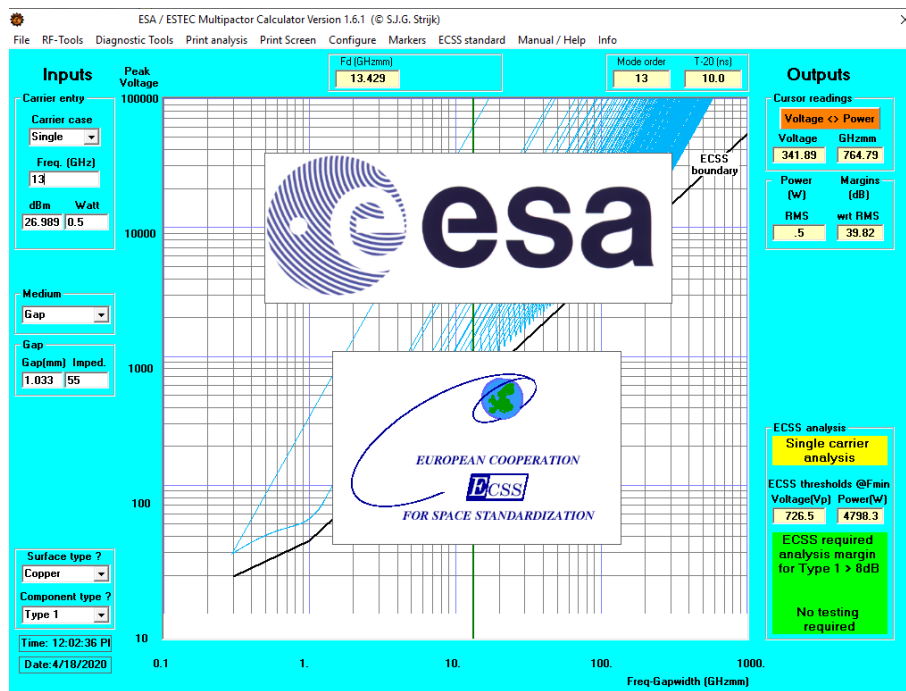 ESA / ESTEC Multipactor Calculator Version 1.6.1 (© S.J.G. Strijk)
File RF-Tools Diagnostic Tools Print analysis Print Screen Configure Markers ECSS standard Manual / Help Info
Inputs
Carrier entry
Carrier case
Single
Freq. (GHz)
13
dBm Watt
26.989 0.5
Medium
Gap
Gap
Gap(mm) Imped.
1.033 55
Surface type ?
Copper
Component type ?
Type 1
Time: 12:02:36 PI
Date:4/18/2020
Peak
Voltage
100000
10000
1000
100
10
Fd (GHzmm)
13.429
Mode order T-20 (ns)
13 10.0
ECSS
boundary
esa
EUROPEAN COOPERATION
ECSS
FOR SPACE STANDARDIZATION
0.1 1. 10. 100. 1000.
Freq-Gapwidth (GHzmm)
Outputs
Cursor readings
Voltage <> Power
Voltage GHzmm
341.89 764.79
Power Margins
(W) (dB)
RMS wrt RMS
.5 39.82
ECSS analysis
Single carrier
analysis
ECSS thresholds @Fmin
Voltage(Vp) Power(W)
726.5 4798.3
ECSS required
analysis margin
for Type 1 > 8dB
No testing
required